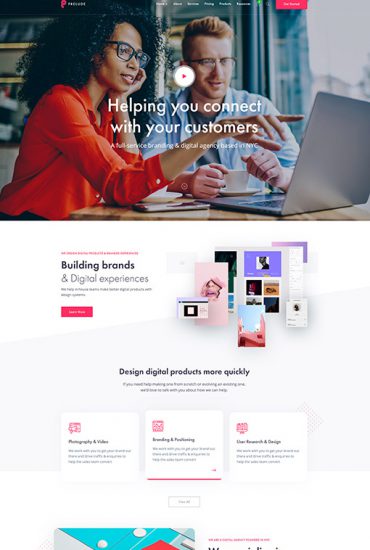 PRELUDE
Home About Services Pricing Products Resources Get Started
Helping you connect
with your customers
A full-service branding & digital agency based in NYC
WE DESIGN DIGITAL PRODUCTS & BRANDED EXPERIENCES
Building brands
& Digital experiences
We help in-house teams make better digital products with
design systems.
Learn More
Design digital products more quickly
If you need help making one from scratch or evolving an existing one,
we'd love to talk with you about how we can help.
Photography & Video
We work with you to get your brand out
there and drive traffic & enquiries to
help the sales team convert
Branding & Positioning
We work with you to get your brand out
there and drive traffic & enquiries to
help the sales team convert
User Research & Design
We work with you to get your brand out
there and drive traffic & enquiries to
help the sales team convert
View All
WE ARE A DIGITAL AGENCY FOUNDED IN NYC